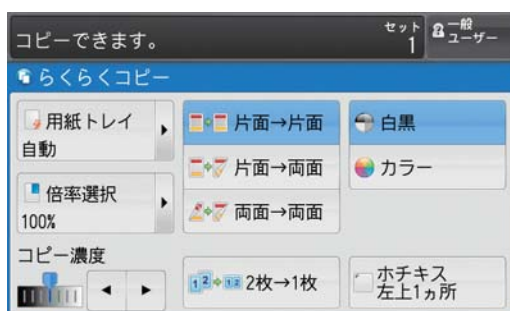 コピーできます。
セット
1
一般
ユーザー
らくらくコピー
用紙トレイ
自動
倍率選択
100%
コピー濃度
片面→片面
片面→両面
両面→両面
2枚→1枚
白黒
カラー
ホチキス
左上1ヵ所